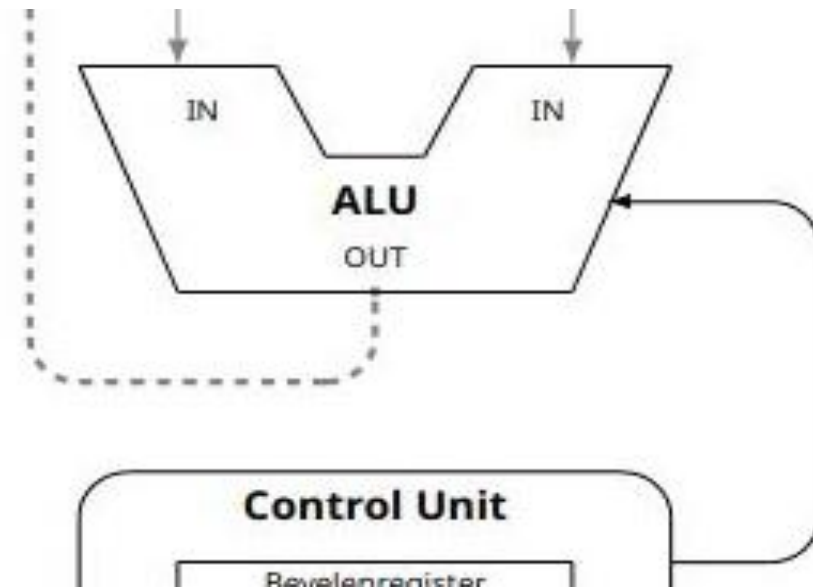 IN IN
ALU
OUT
Control Unit
Bevelenregister